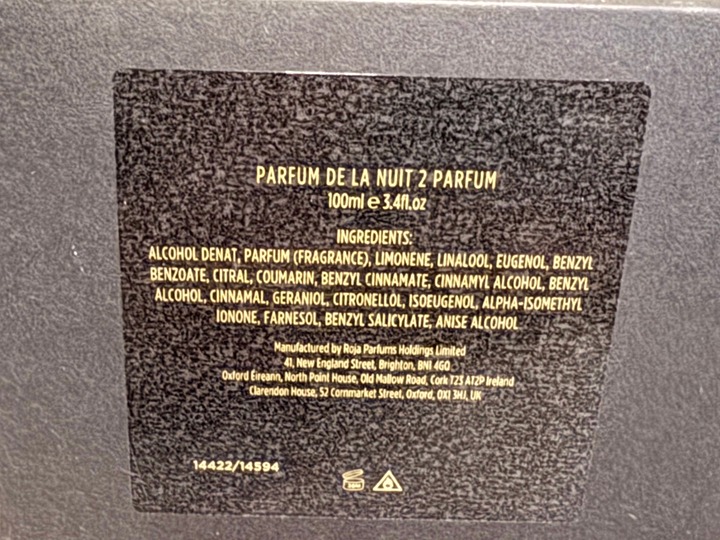 PARFUM DE LA NUIT 2 PARFUM
100ml e 3.4fl.oz
INGREDIENTS:
ALCOHOL DENAT, PARFUM (FRAGRANCE), LIMONENE, LINALOOL, EUGENOL, BENZYL
BENZOATE, CITRAL, COUMARIN, BENZYL CINNAMATE, CINNAMYL ALCOHOL, BENZYL
ALCOHOL, CINNAMAL, GERANIOL, CITRONELLOL, ISOEUGENOL, ALPHA-ISOMETHYL
IONONE, FARNESOL, BENZYL SALICYLATE, ANISE ALCOHOL
Manufactured by Roja Parfums Holdings Limited
41, New England Street, Brighton, BN1 4GQ
Oxford Eireann, North Point House, Old Mallow Road, Cork T23 A12P Ireland
Clarendon House, 52 Cornmarket Street, Oxford, OX1 3HJ, UK
14422/14594